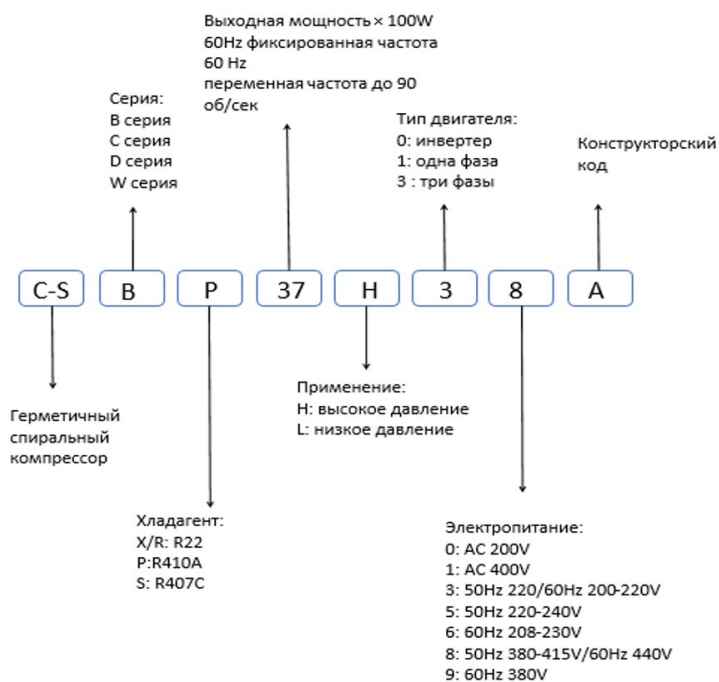 Выходная мощность× 100W
60Hz фиксированная частота
60 Hz
переменная частота до 90
об/сек
Серия:
В серия
С серия
D серия
W серия
Тип двигателя:
0: инвертер
1: одна фаза
3 : три фазы
Конструкторский
код
C-S B P 37 H 3 8 A
Герметичный
спиральный
компрессор
Применение:
H: высокое давление
L: низкое давление
Хладагент:
X/R: R22
P:R410A
S: R407C
Электропитание:
0: AC 200V
1: AC 400V
3: 50Hz 220/60Hz 200-220V
5: 50Hz 220-240V
6: 60Hz 208-230V
8: 50Hz 380-415V/60Hz 440V
9: 60Hz 380V